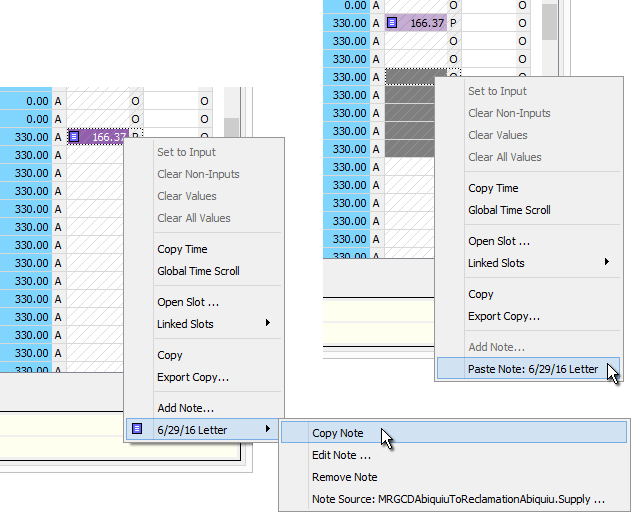 330.00 A O O
330.00 A 166.37 P O
330.00 A O O
330.00 A O O
330.00 A O O
330.00 A
330.00 A
330.00 A
330.00 A
330.00 A
330.00 A
330.00 A
330.00 A
330.00 A
330.00 A
Set to Input
Clear Non-Inputs
Clear Values
Clear All Values
Copy Time
Global Time Scroll
Open Slot ...
Linked Slots
Copy
Export Copy...
Add Note...
Paste Note: 6/29/16 Letter
0.00 A O O
0.00 A O O
330.00 A 166.37 P O
330.00 A
330.00 A
330.00 A
330.00 A
330.00 A
330.00 A
330.00 A
330.00 A
330.00 A
330.00 A
330.00 A
330.00 A
Set to Input
Clear Non-Inputs
Clear Values
Clear All Values
Copy Time
Global Time Scroll
Open Slot ...
Linked Slots
Copy
Export Copy...
Add Note...
6/29/16 Letter
Copy Note
Edit Note ...
Remove Note
Note Source: MRGCDAbiquiuToReclamationAbiquiu.Supply ...